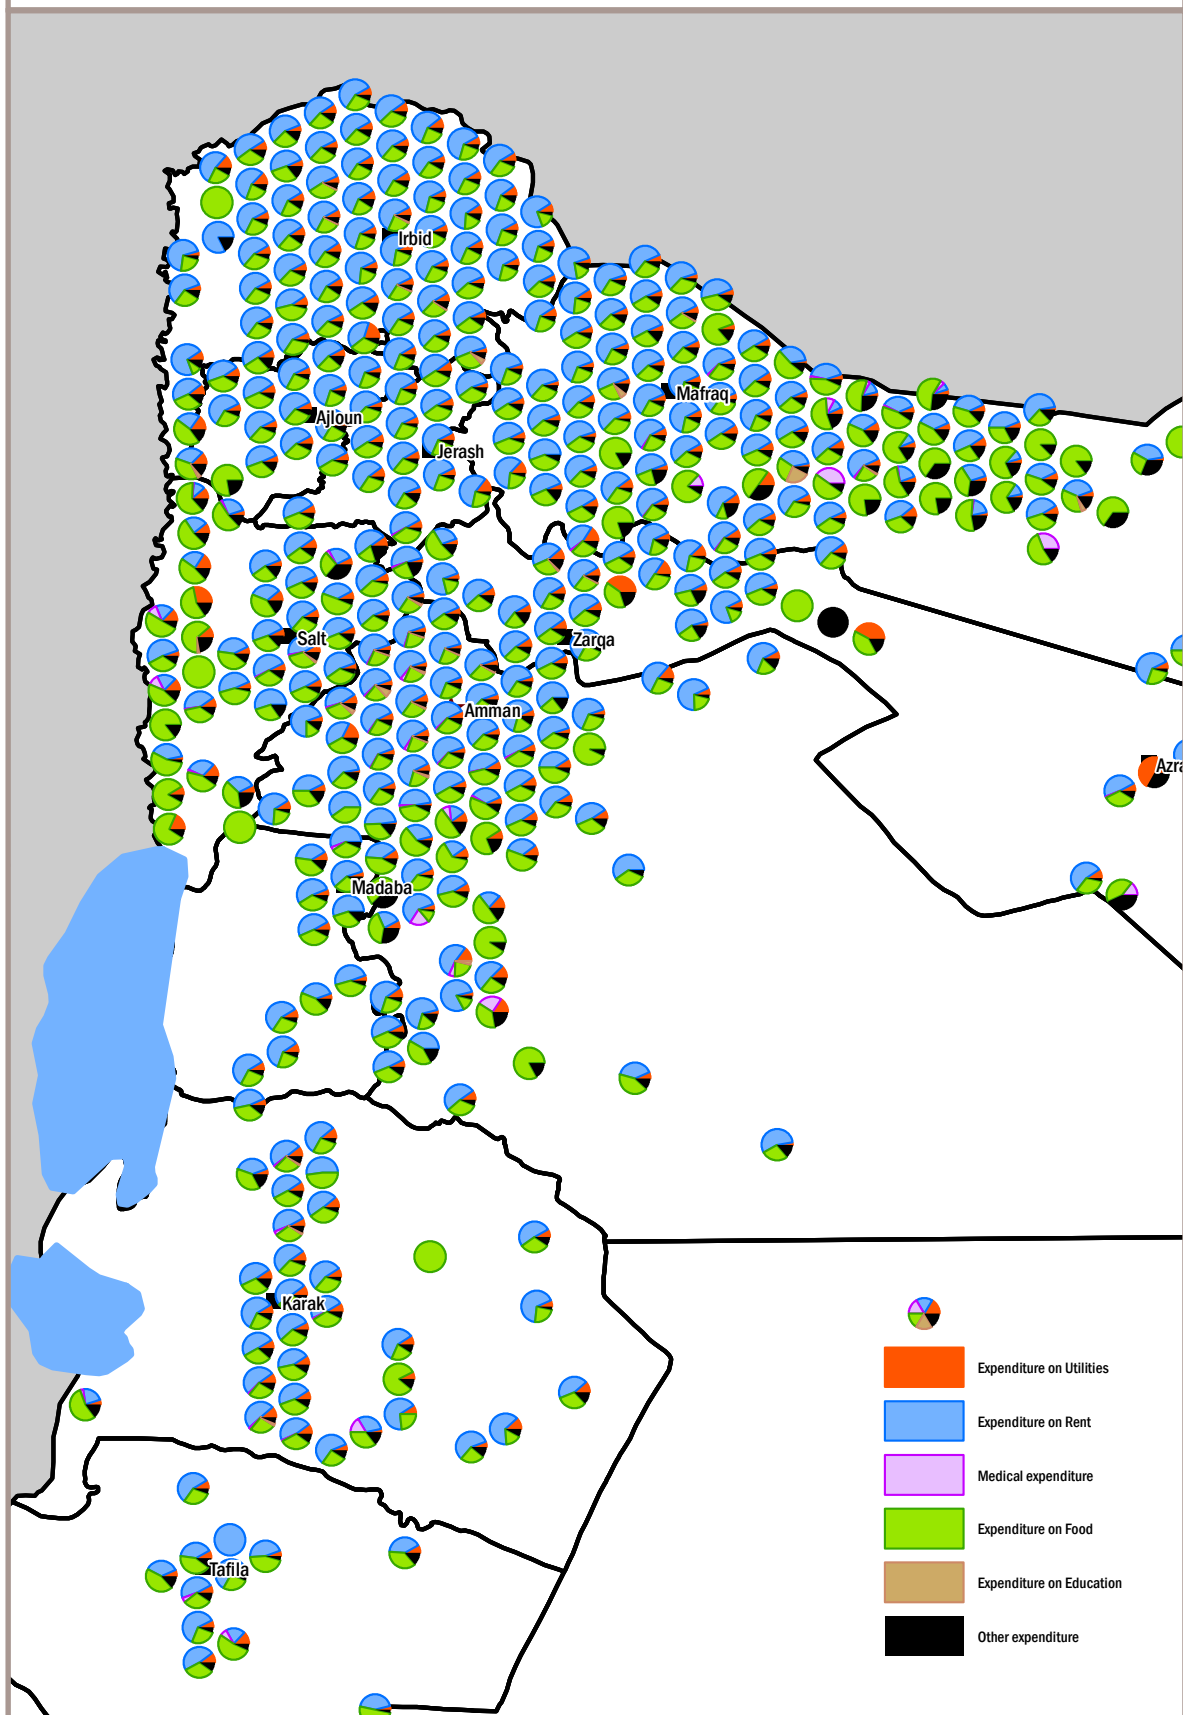 Irbid
Mafraq
Ajloun
Jerash
Salt
Zarqa
Amman
Azra
Madaba
Karak
Expenditure on Utilities
Expenditure on Rent
Medical expenditure
Expenditure on Food
Expenditure on Education
Other expenditure
Tafila